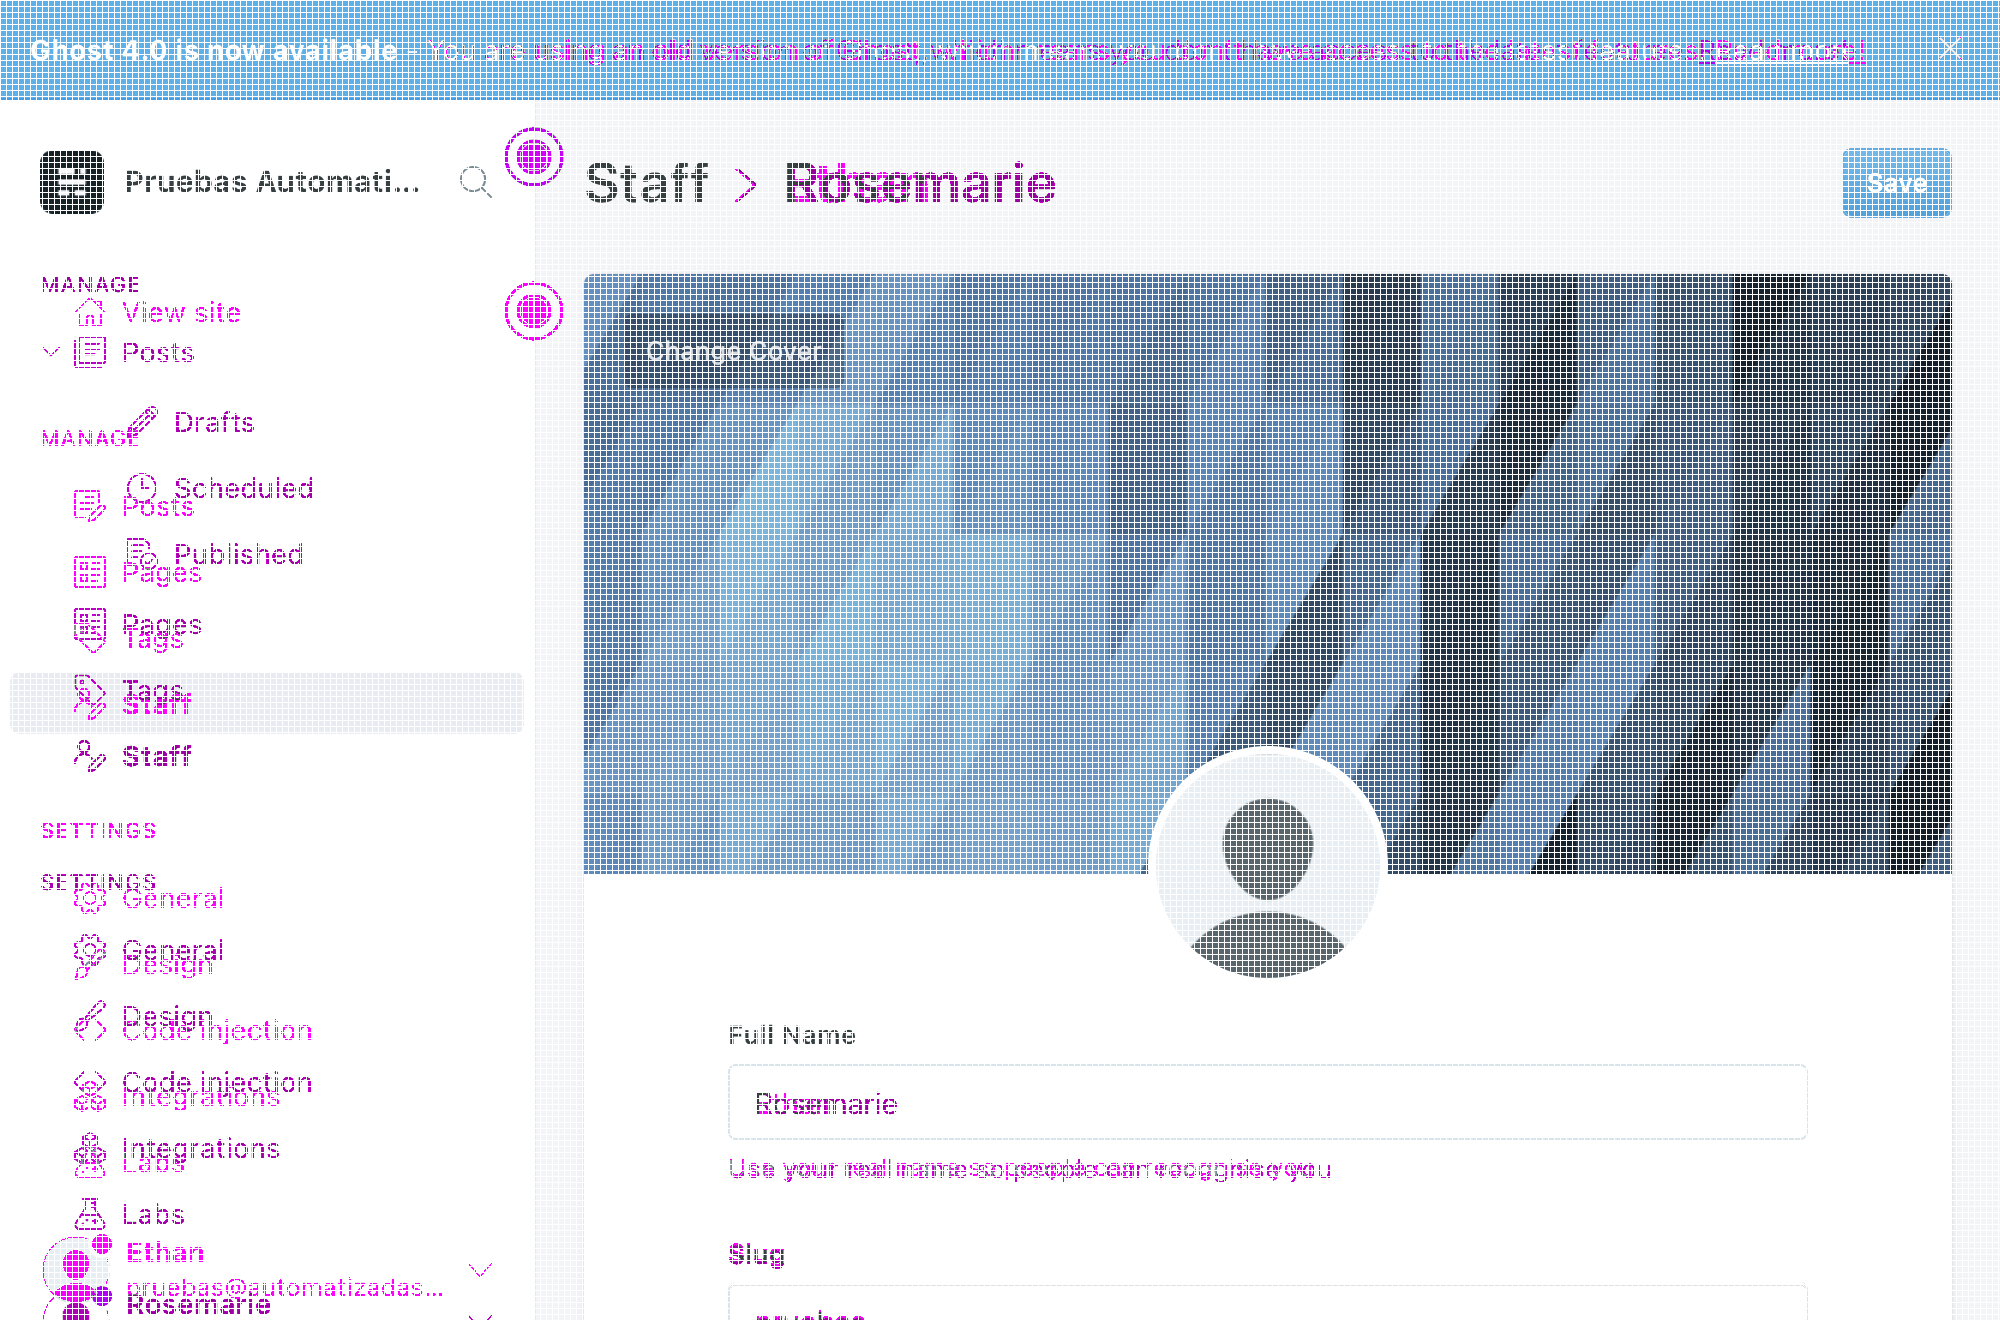 Ghost 4.0 is now available - You are using an old version of Ghost, which means you don't have access to the latest features. Read more!
Pruebas Automati...
Staff > Rosemarie
Save
MANAGE
View site
Posts
Change Cover
Drafts
MANAGE
Scheduled
Posts
Published
Pages
Pages
Tags
Tags
Staff
Staff
SETTINGS
SETTINGS
General
General
Design
Design
Code injection
Code injection
Integrations
Integrations
Labs
Labs
Full Name
Rosemarie
Use your real name so people can recognise you
Slug
Ethan
pruebas@automatizadas...
Rosemarie